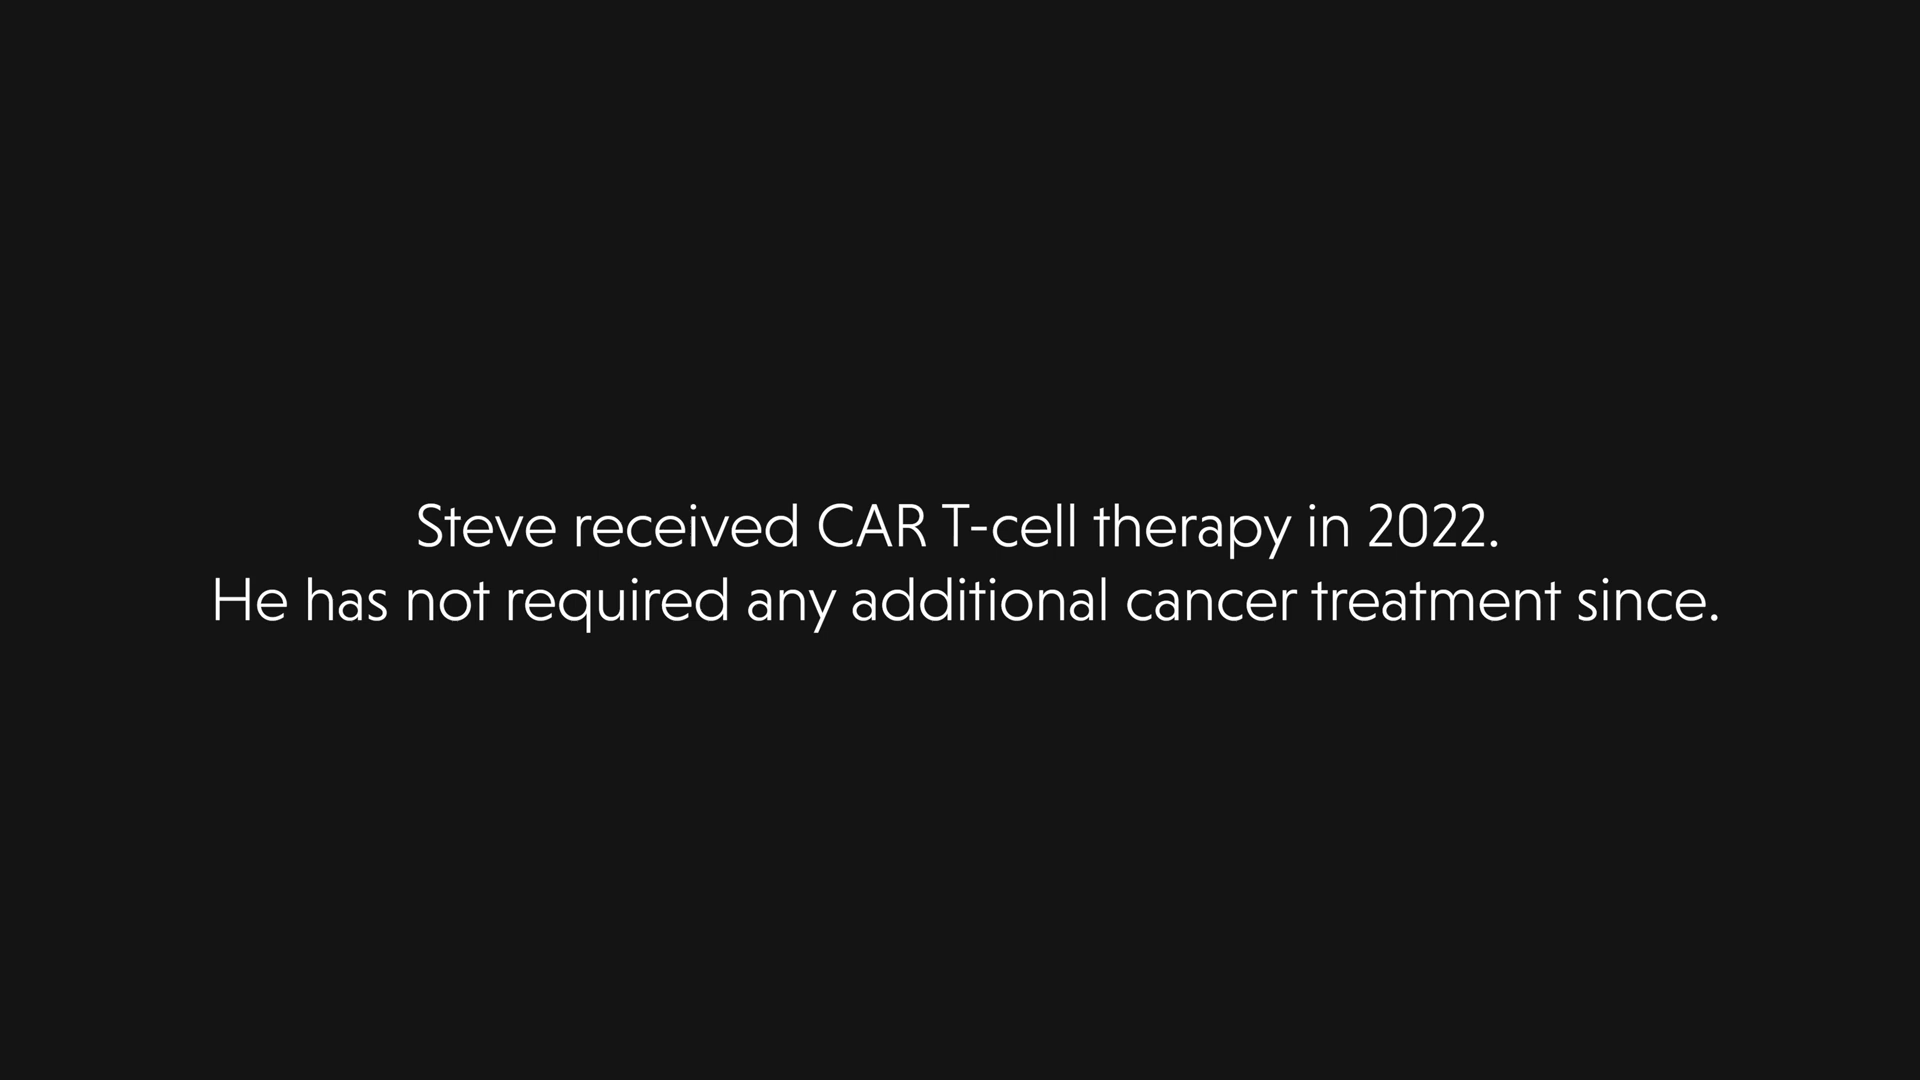 Steve received CAR T-cell therapy in 2022.
He has not required any additional cancer treatment since.